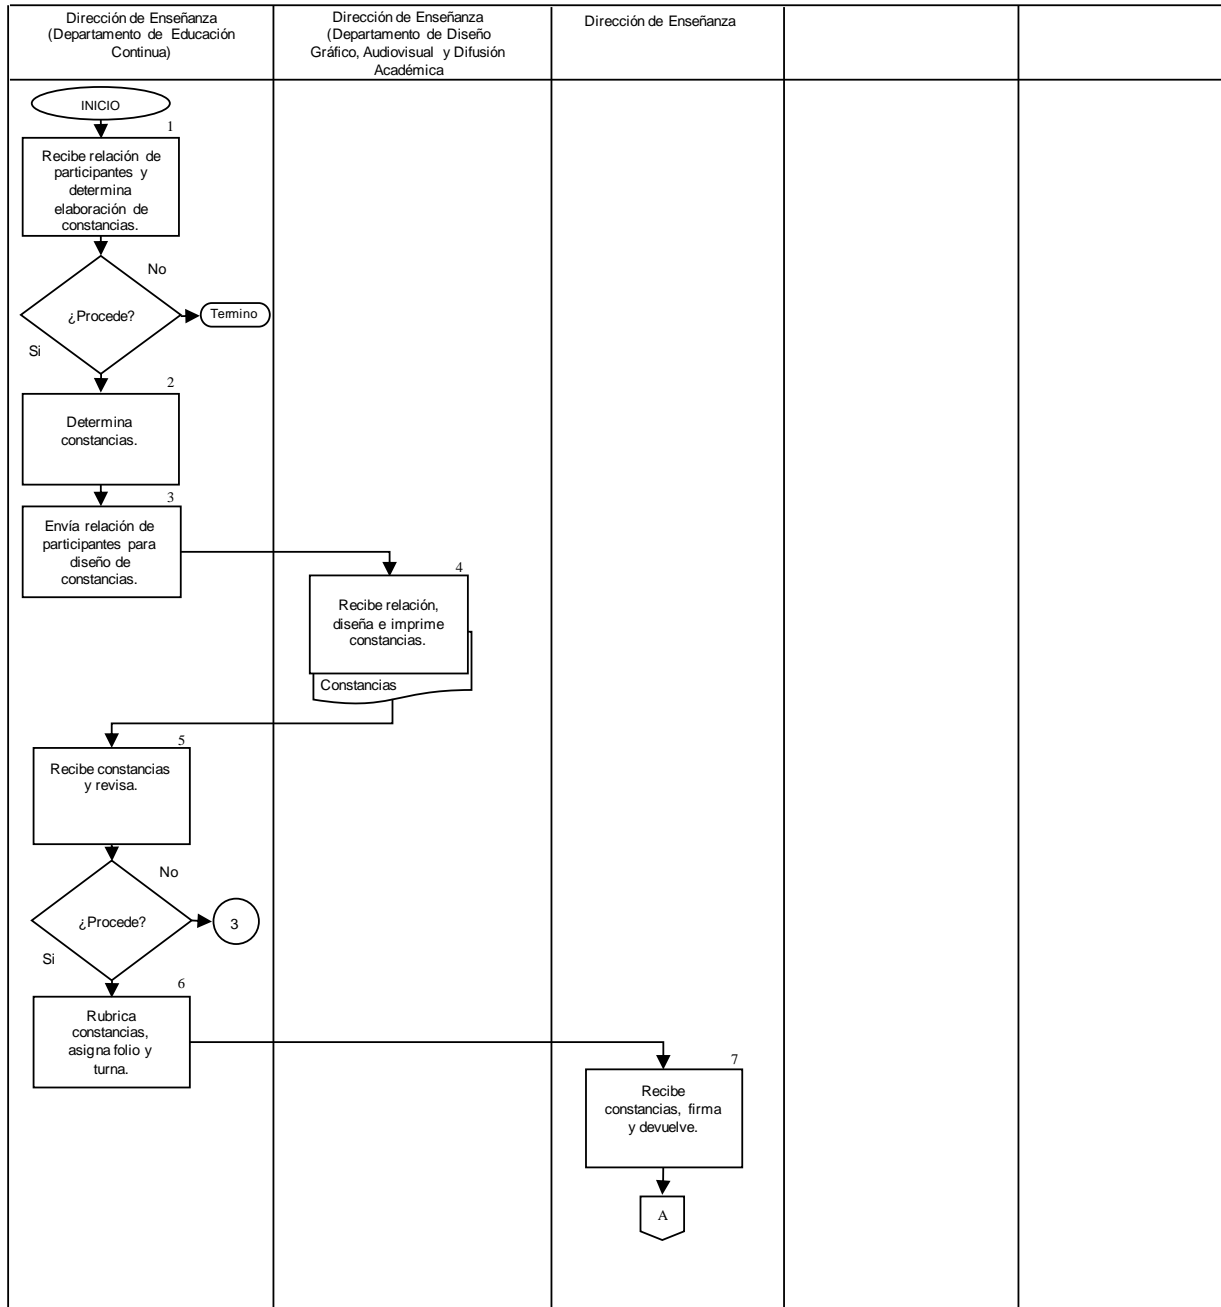 Dirección de Enseñanza
(Departamento de Educación
Continua)
Dirección de Enseñanza
(Departamento de Diseño
Gráfico, Audiovisual y Difusión
Académica
Dirección de Enseñanza
INICIO
1
Recibe relación de
participantes y
determina
elaboración de
constancias.
No
¿Procede?
Termino
Si
2
Determina
constancias.
3
Envía relación de
participantes para
diseño de
constancias.
4
Recibe relación,
diseña e imprime
constancias.
Constancias
5
Recibe constancias
y revisa.
No
¿Procede?
3
Si
6
Rubrica
constancias,
asigna folio y
turna.
7
Recibe
constancias, firma
y devuelve.
A